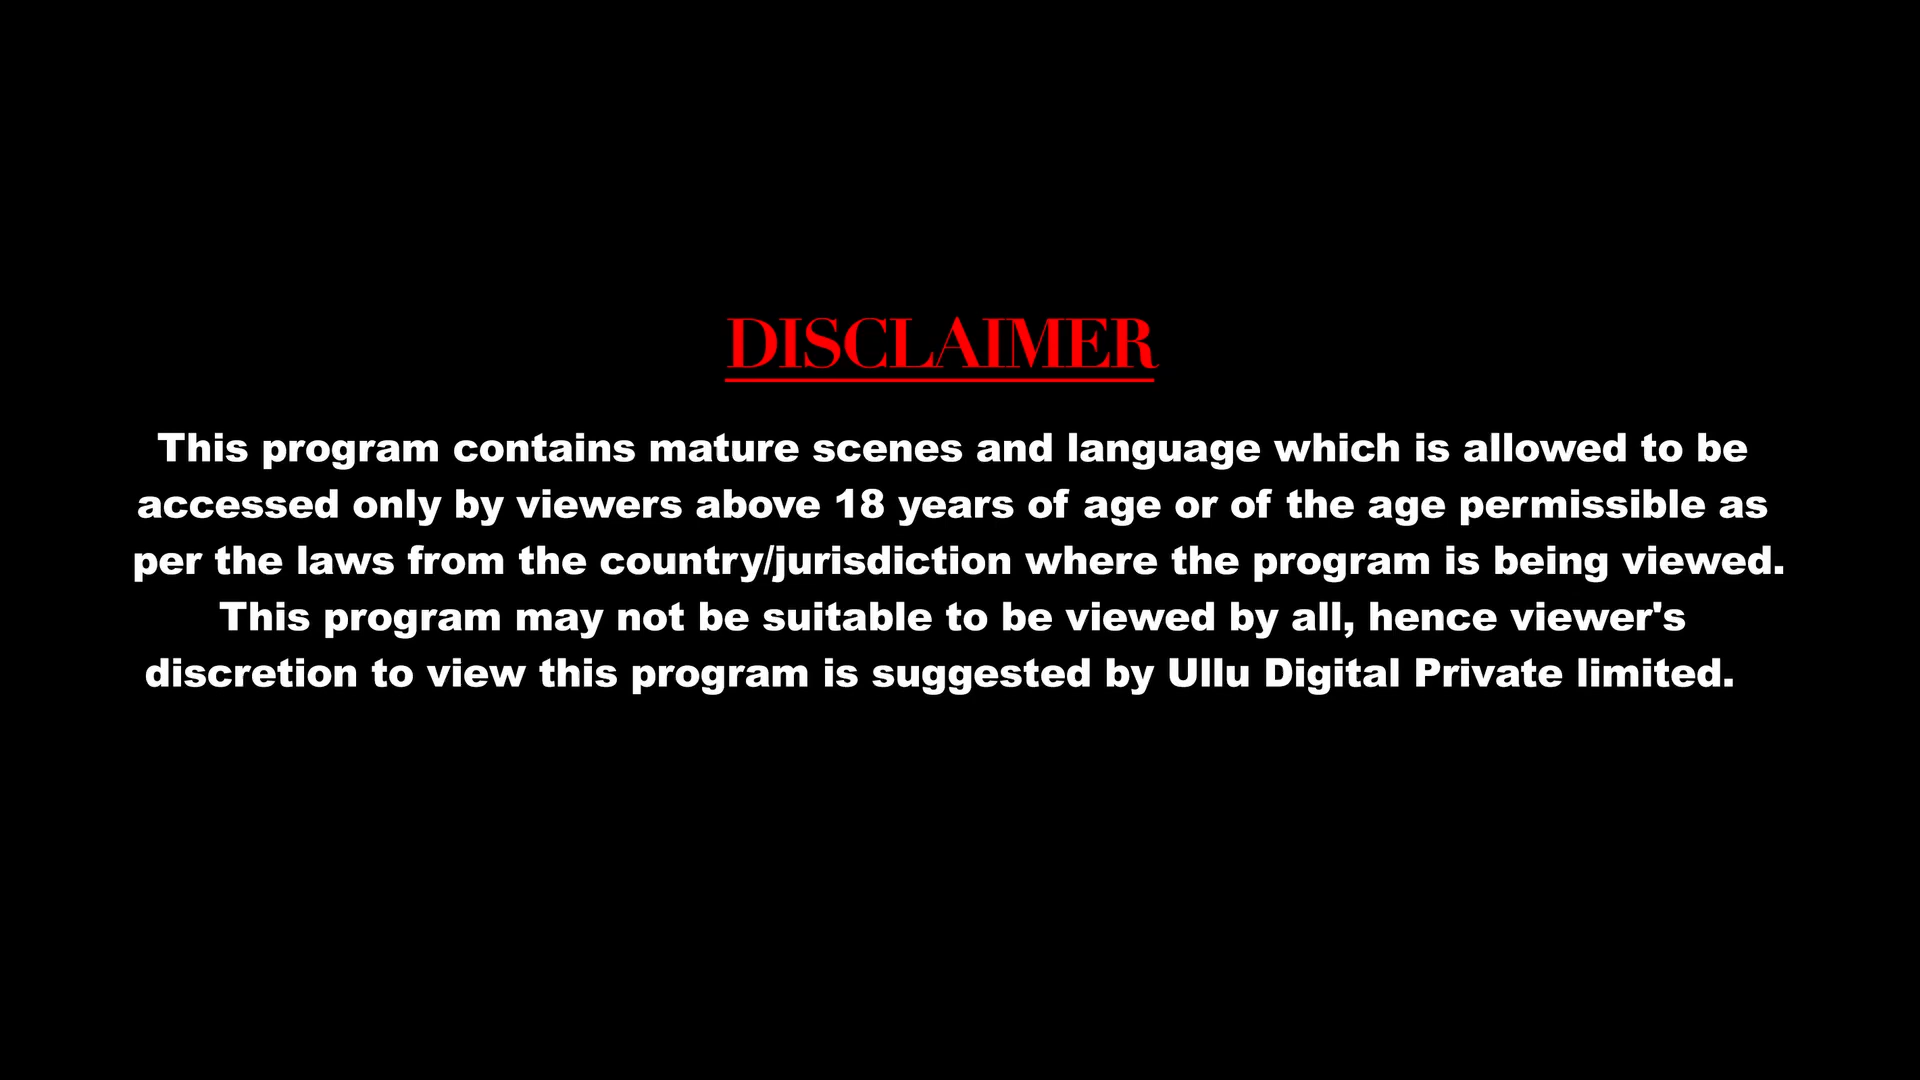 DISCLAIMER
This program contains mature scenes and language which is allowed to be
accessed only by viewers above 18 years of age or of the age permissible as
per the laws from the country/jurisdiction where the program is being viewed.
This program may not be suitable to be viewed by all, hence viewer's
discretion to view this program is suggested by Ullu Digital Private limited.